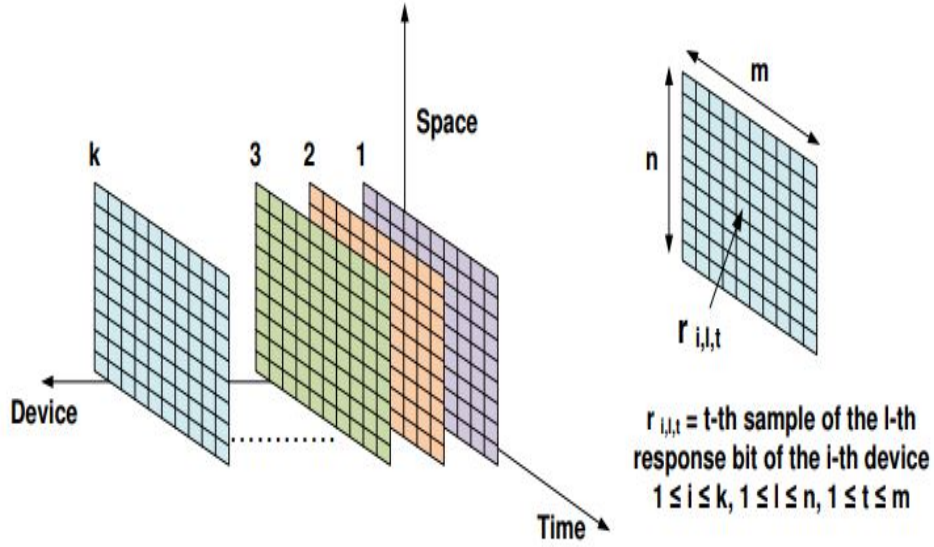 Space
k
3 2 1
Device
Time
m
n
r i,l,t
r i,l,t = t-th sample of the l-th
response bit of the i-th device
1 ≤ i ≤ k, 1 ≤ l ≤ n, 1 ≤ t ≤ m